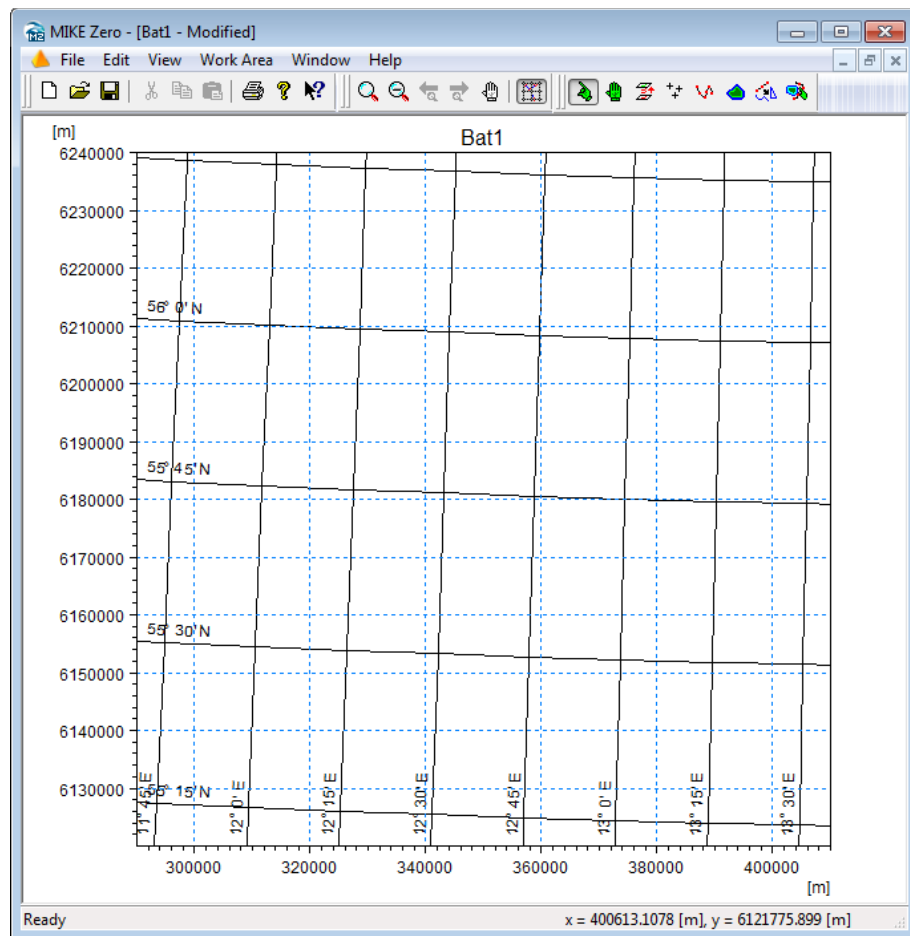 MIKE Zero - [Bat1 - Modified]
File Edit View Work Area Window Help
[m]
Bat1
6240000
6230000
6220000
56° 0' N
6210000
6200000
6190000
55° 45' N
6180000
6170000
6160000
55° 30' N
6150000
6140000
6130000
55° 15' N
11° 45' E
12° 0' E
12° 15' E
12° 30' E
12° 45' E
13° 0' E
13° 15' E
13° 30' E
300000 320000 340000 360000 380000 400000
[m]
Ready x = 400613.1078 [m], y = 6121775.899 [m]